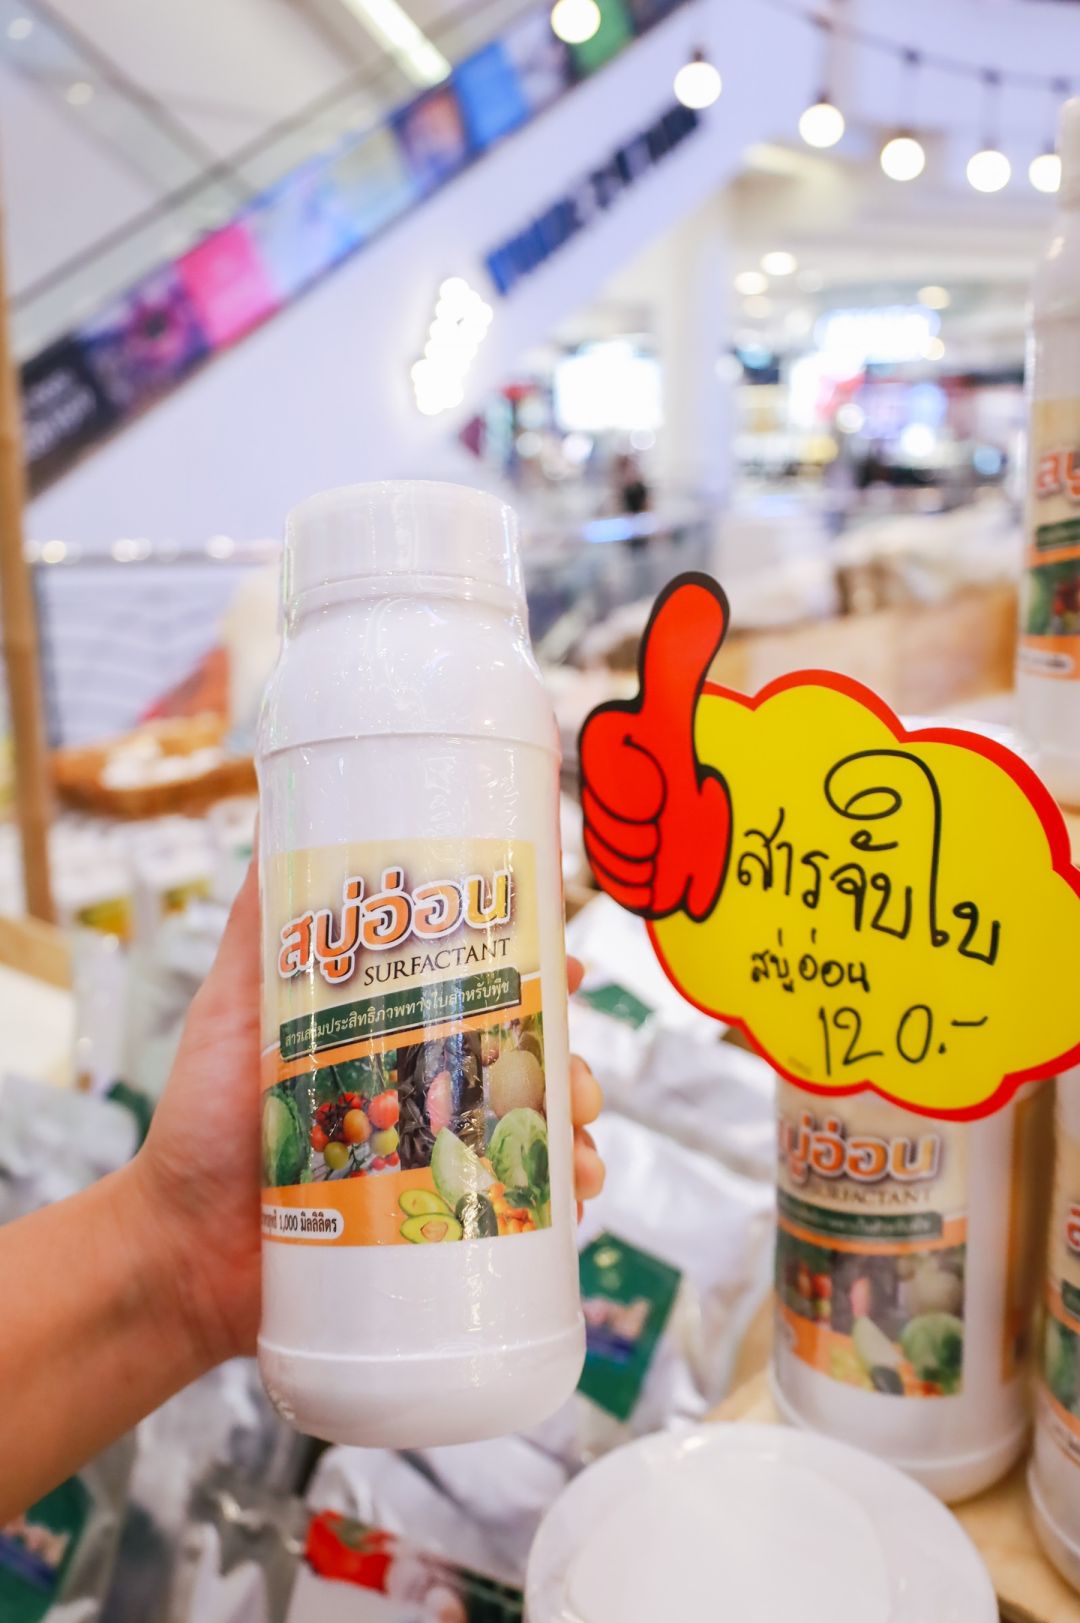 สบู่อ่อน
SURFACTANT
สารเสริมประสิทธิภาพทางใบสำหรับพืช
1,000 มิลลิลิตร
สารจับใบ
สบู่อ่อน
120.-
สบู่อ่อน
SURFACTANT